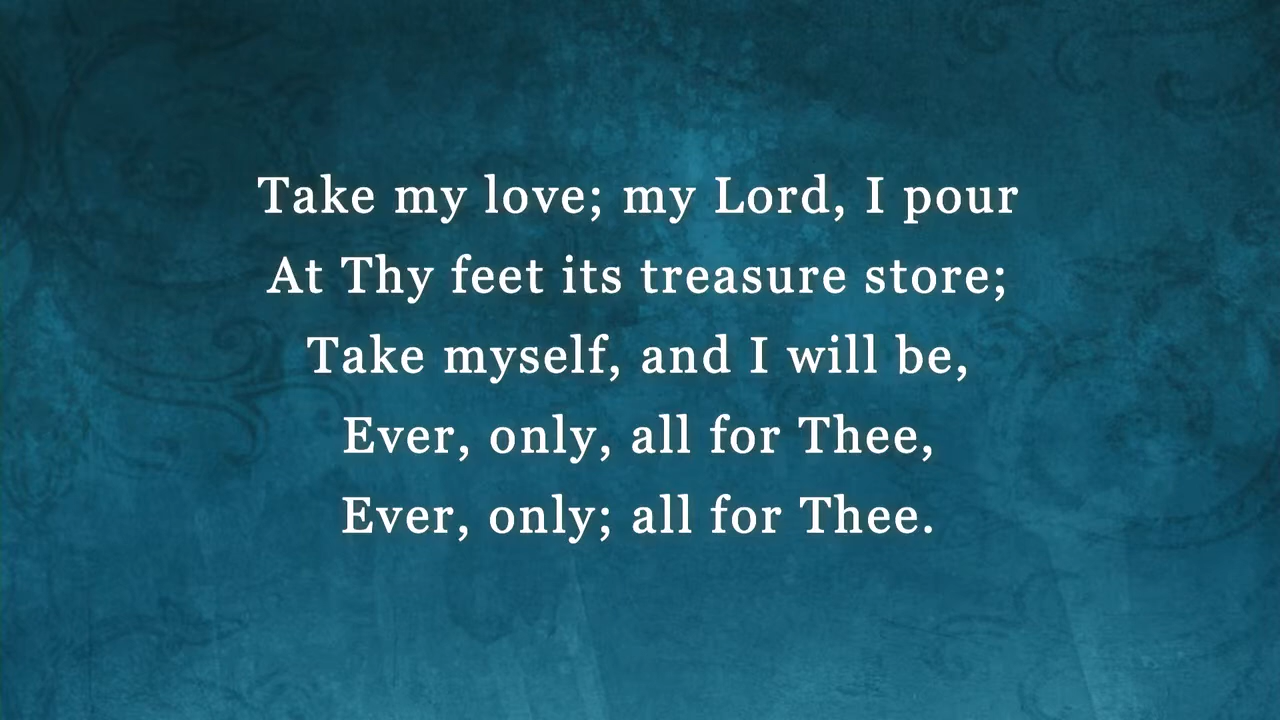 Take my love; my Lord, I pour
At Thy feet its treasure store;
Take myself, and I will be,
Ever, only, all for Thee,
Ever, only; all for Thee.